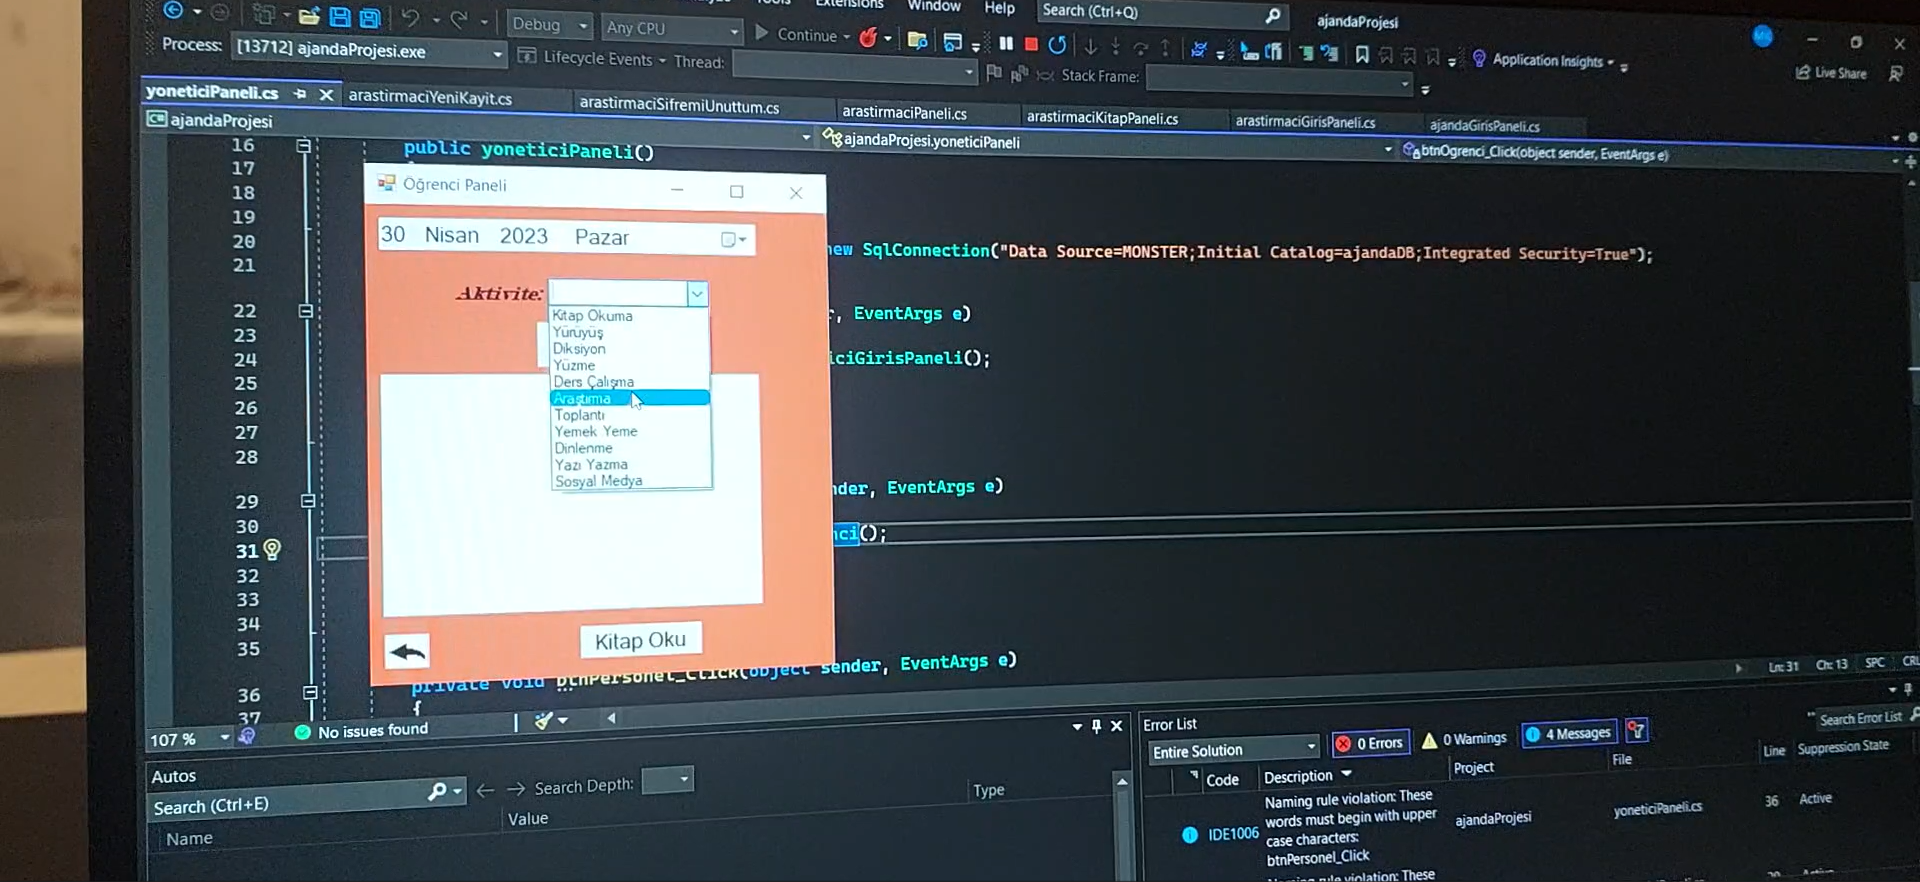 Extensions
Window
Help
Search (Ctrl+Q)
ajandaProjesi
Debug
Any CPU
Continue
Process:
[13712] ajandaProjesi.exe
Lifecycle Events
Thread:
Stack Frame:
Application Insights
Live Share
yoneticiPaneli.cs
arastirmaciYeniKayit.cs
arastirmaciSifremiUnuttum.cs
arastirmaciPaneli.cs
arastirmaciKitapPaneli.cs
arastirmaciGirisPaneli.cs
ajandaGirisPaneli.cs
ajandaProjesi
ajandaProjesi.yoneticiPaneli
btnOgrenci_Click(object sender, EventArgs e)
16 public yoneticiPaneli()
17
18
19
20 new SqlConnection("Data Source=MONSTER;Initial Catalog=ajandaDB;Integrated Security=True");
21
22 r, EventArgs e)
23
24 iciGirisPaneli();
25
26
27
28
29 nder, EventArgs e)
30
31 nci();
32
33
34
35
private void btnPersonel_Click(object sender, EventArgs e)
36 {
37
Öğrenci Paneli
30 Nisan 2023 Pazar
Aktivite:
Kitap Okuma
Yürüyüş
Diksiyon
Yüzme
Ders Çalışma
Araştırma
Toplantı
Yemek Yeme
Dinlenme
Yazı Yazma
Sosyal Medya
Kitap Oku
107 %
No issues found
Ln: 31 Ch: 13 SPC CRL
Autos
Search (Ctrl+E)
Search Depth:
Name
Value
Type
Error List
Search Error List
Entire Solution
0 Errors
0 Warnings
4 Messages
Code
Description
Project
File
Line
Suppression State
IDE1006
Naming rule violation: These
words must begin with upper
case characters:
btnPersonel_Click
ajandaProjesi
yoneticiPaneli.cs
36
Active
Naming rule violation: These